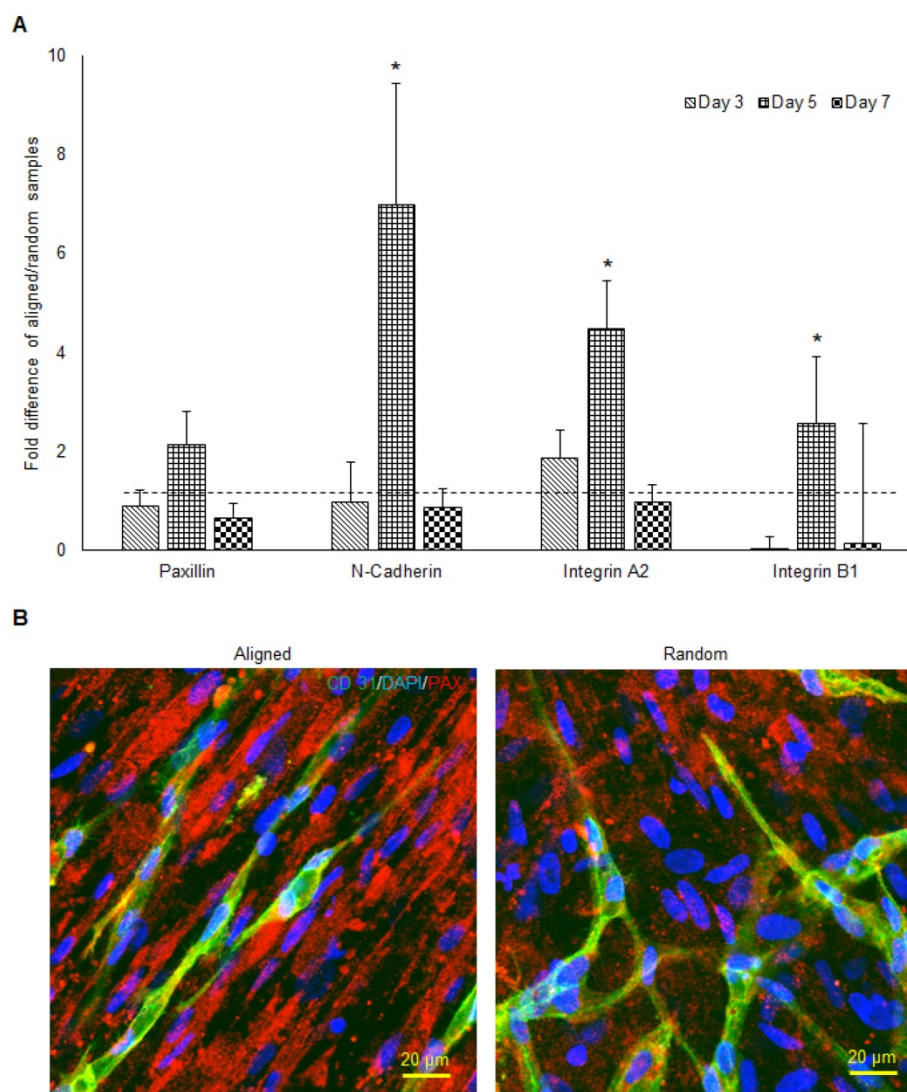 A
10
8
6
4
2
0
Fold difference of aligned/random samples
*
*
*
Day 3 Day 5 Day 7
Paxillin N-Cadherin Integrin A2 Integrin B1
B
Aligned Random
CD 31/DAPI/PAX
20 µm 20 µm